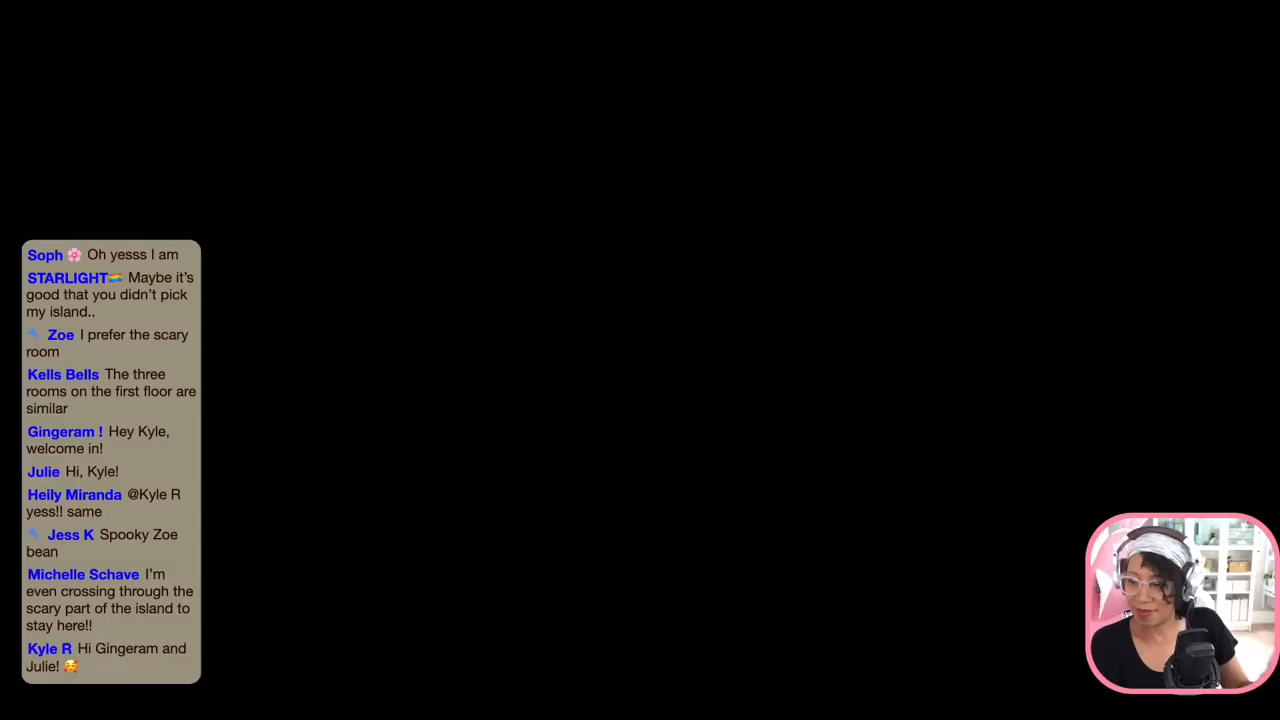 Soph 🌸 Oh yesss I am
STARLIGHT🏳️‍🌈 Maybe it’s
good that you didn’t pick
my island..
Zoe I prefer the scary
room
Kells Bells The three
rooms on the first floor are
similar
Gingeram ! Hey Kyle,
welcome in!
Julie Hi, Kyle!
Heily Miranda @Kyle R
yess!! same
Jess K Spooky Zoe
bean
Michelle Schave I’m
even crossing through the
scary part of the island to
stay here!!
Kyle R Hi Gingeram and
Julie! 🥰